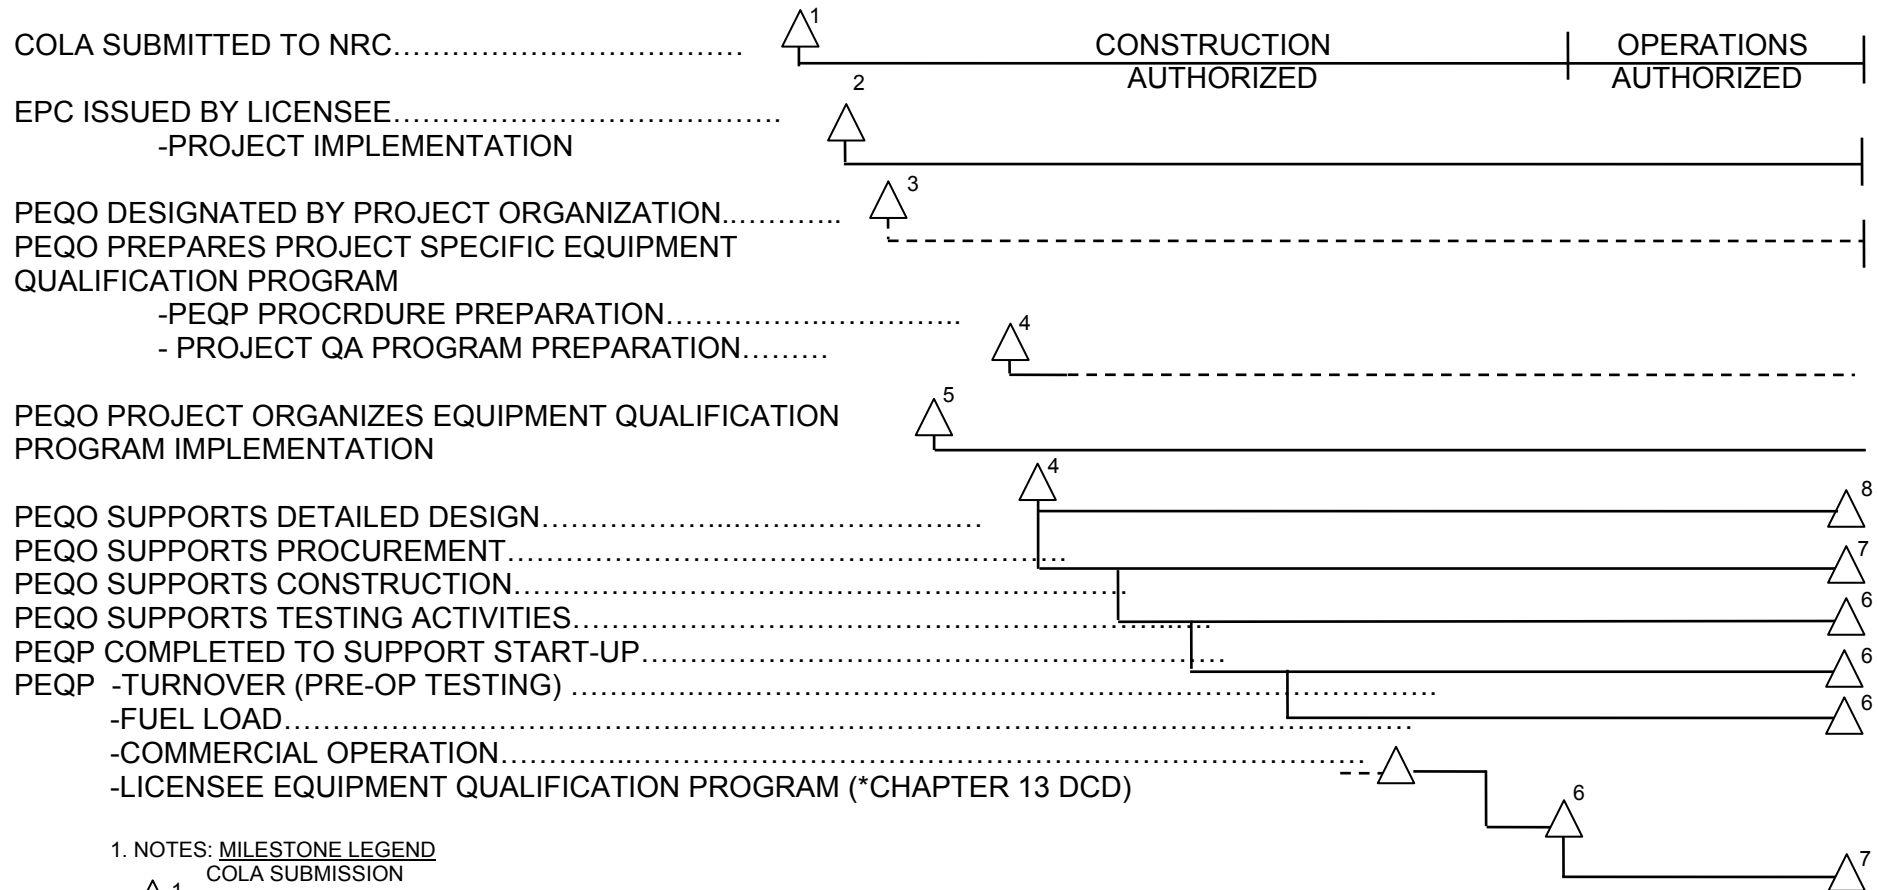 1
COLA SUBMITTED TO NRC……………………………… CONSTRUCTION OPERATIONS
AUTHORIZED AUTHORIZED
2
EPC ISSUED BY LICENSEE…………………………………..
-PROJECT IMPLEMENTATION
3
PEQO DESIGNATED BY PROJECT ORGANIZATION..………...
PEQO PREPARES PROJECT SPECIFIC EQUIPMENT
QUALIFICATION PROGRAM
-PEQP PROCRDURE PREPARATION……………...…………..
4
- PROJECT QA PROGRAM PREPARATION………
5
PEQO PROJECT ORGANIZES EQUIPMENT QUALIFICATION
PROGRAM IMPLEMENTATION
4
8
PEQO SUPPORTS DETAILED DESIGN………………..……...………………
7
PEQO SUPPORTS PROCUREMENT…………………………………………………
PEQO SUPPORTS CONSTRUCTION………………………………………………………
6
PEQO SUPPORTS TESTING ACTIVITIES…………………………………………………………
6
PEQP COMPLETED TO SUPPORT START-UP……………………………………………………
PEQP -TURNOVER (PRE-OP TESTING) ………………………………………………………………………………
6
-FUEL LOAD………………………………………………………………………………………………………
-COMMERCIAL OPERATION…………..…………………………………………………………………
-LICENSEE EQUIPMENT QUALIFICATION PROGRAM (*CHAPTER 13 DCD)
6
1. NOTES: MILESTONE LEGEND
7
COLA SUBMISSION
1